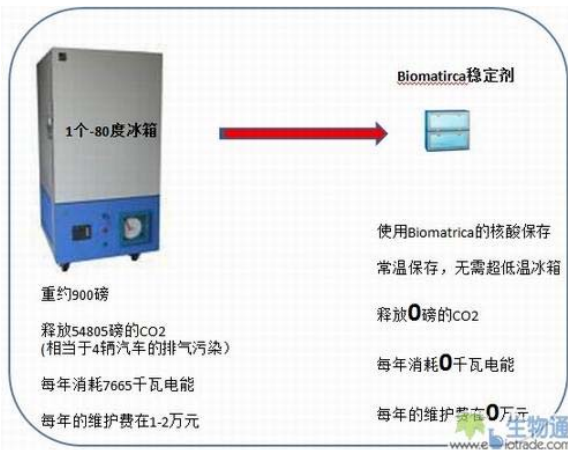 1个-80度冰箱
重约900磅
释放54805磅的CO2
(相当于4辆汽车的排气污染）
每年消耗7665千瓦电能
每年的维护费在1-2万元
Biomatirca稳定剂
使用Biomatrica的核酸保存
常温保存，无需超低温冰箱
释放0磅的CO2
每年消耗0千瓦电能
每年的维护费在0万元
生物通
www.ebiotrade.com